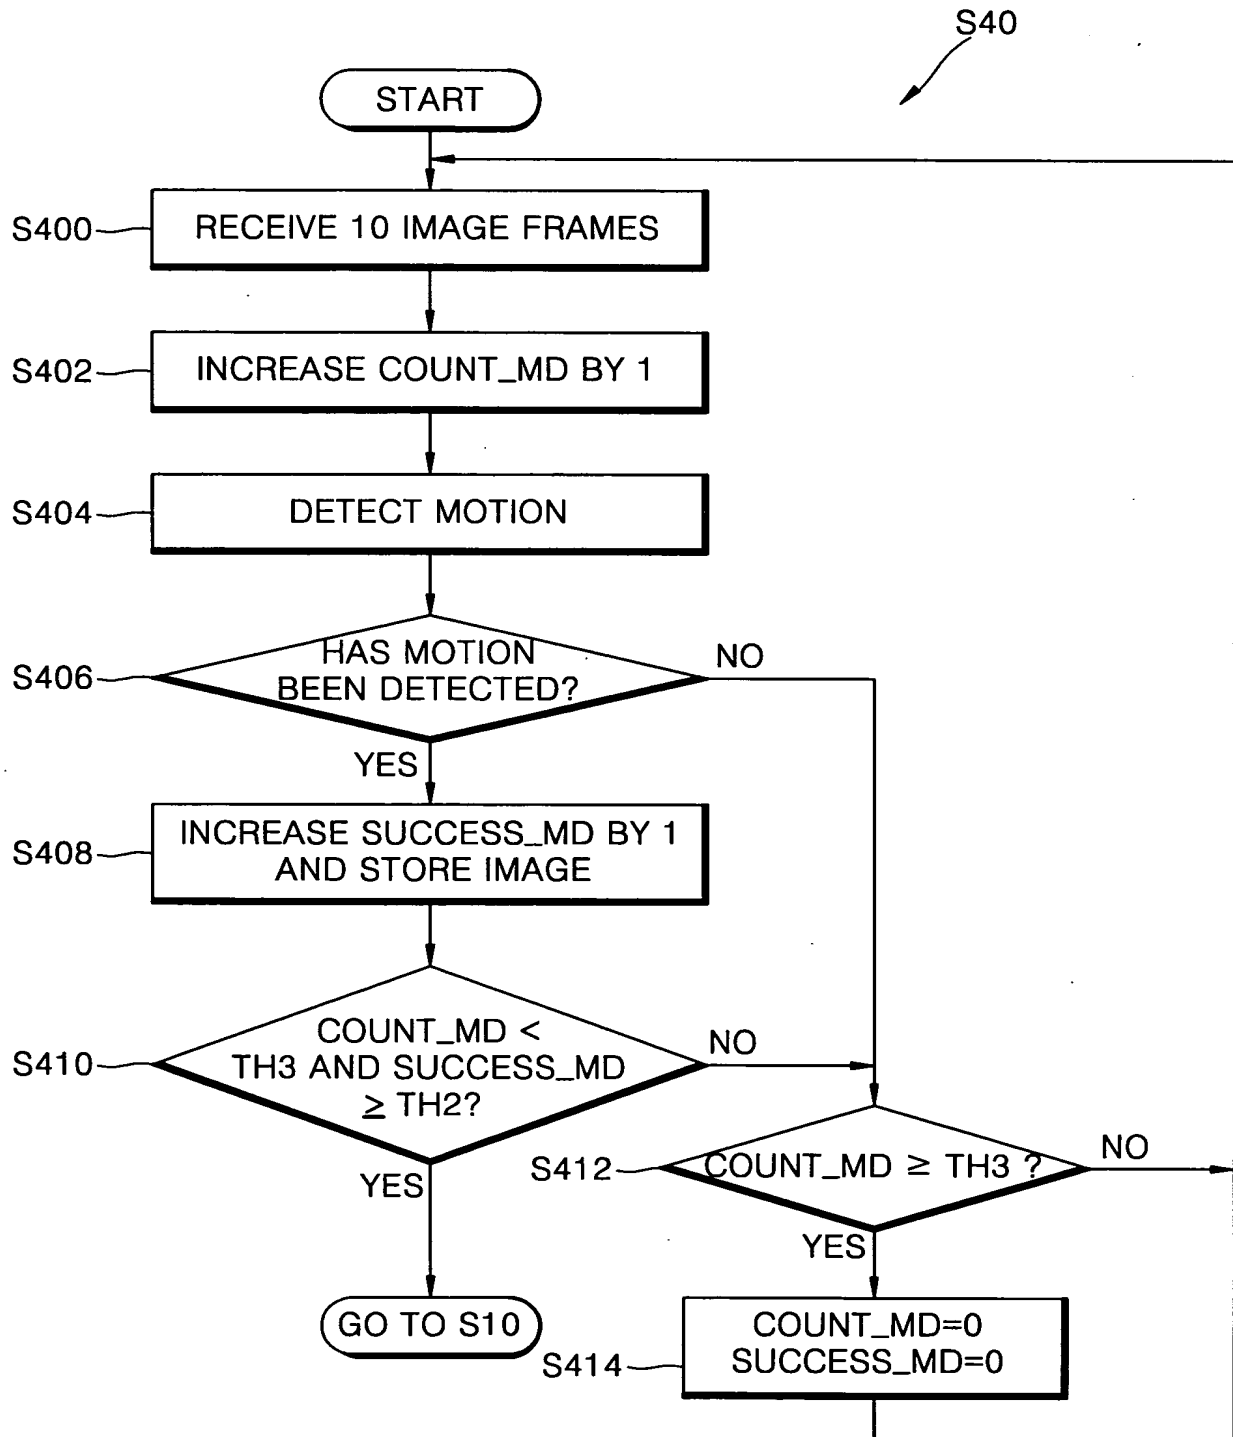 S40
START
S400
RECEIVE 10 IMAGE FRAMES
S402
INCREASE COUNT_MD BY 1
S404
DETECT MOTION
S406
HAS MOTION
BEEN DETECTED?
NO
YES
S408
INCREASE SUCCESS_MD BY 1
AND STORE IMAGE
S410
COUNT_MD <
TH3 AND SUCCESS_MD
≥ TH2?
NO
YES
S412
COUNT_MD ≥ TH3 ?
NO
YES
GO TO S10
S414
COUNT_MD=0
SUCCESS_MD=0